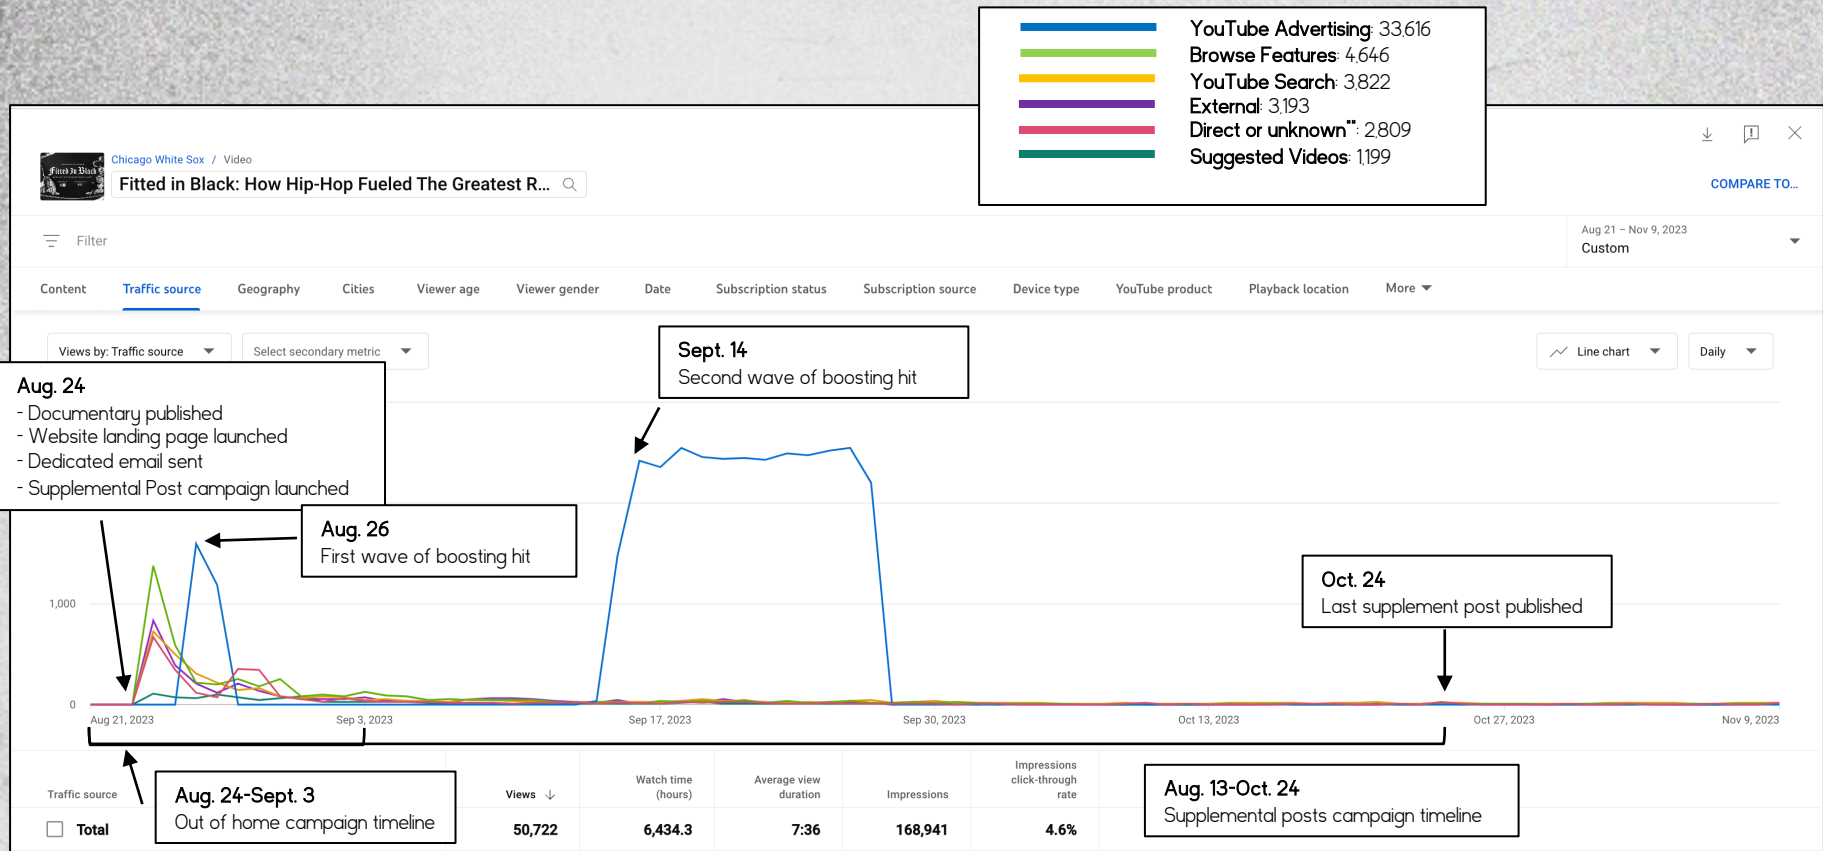 YouTube Advertising: 33,616
Browse Features: 4,646
YouTube Search: 3,822
External: 3,193
Direct or unknown"": 2,809
Suggested Videos: 1,199
Fitted In Black
Chicago White Sox / Video
Fitted in Black: How Hip-Hop Fueled The Greatest R...
COMPARE TO...
Filter
Aug 21 – Nov 9, 2023
Custom
Content Traffic source Geography Cities Viewer age Viewer gender Date Subscription status Subscription source Device type YouTube product Playback location More
Views by: Traffic source
Select secondary metric
Line chart
Daily
Sept. 14
Second wave of boosting hit
Aug. 24
- Documentary published
- Website landing page launched
- Dedicated email sent
- Supplemental Post campaign launched
Aug. 26
First wave of boosting hit
Oct. 24
Last supplement post published
1,000
0
Aug 21, 2023 Sep 3, 2023 Sep 17, 2023 Sep 30, 2023 Oct 13, 2023 Oct 27, 2023 Nov 9, 2023
Aug. 24-Sept. 3
Out of home campaign timeline
Aug. 13-Oct. 24
Supplemental posts campaign timeline
Traffic source
Views
Watch time
(hours)
Average view
duration
Impressions
Impressions
click-through
rate
Total 50,722 6,434.3 7:36 168,941 4.6%